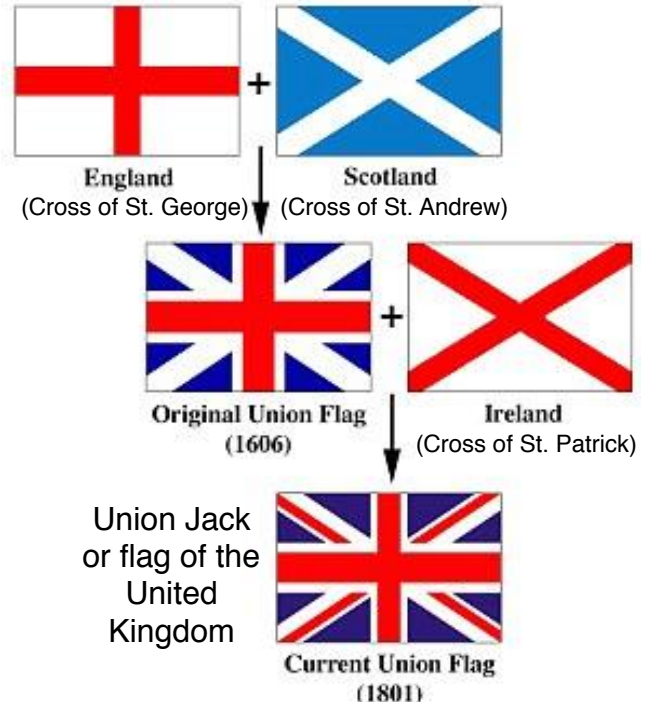 +
England
(Cross of St. George)
Scotland
(Cross of St. Andrew)
+
Original Union Flag
(1606)
Ireland
(Cross of St. Patrick)
Union Jack
or flag of the
United
Kingdom
Current Union Flag
(1801)